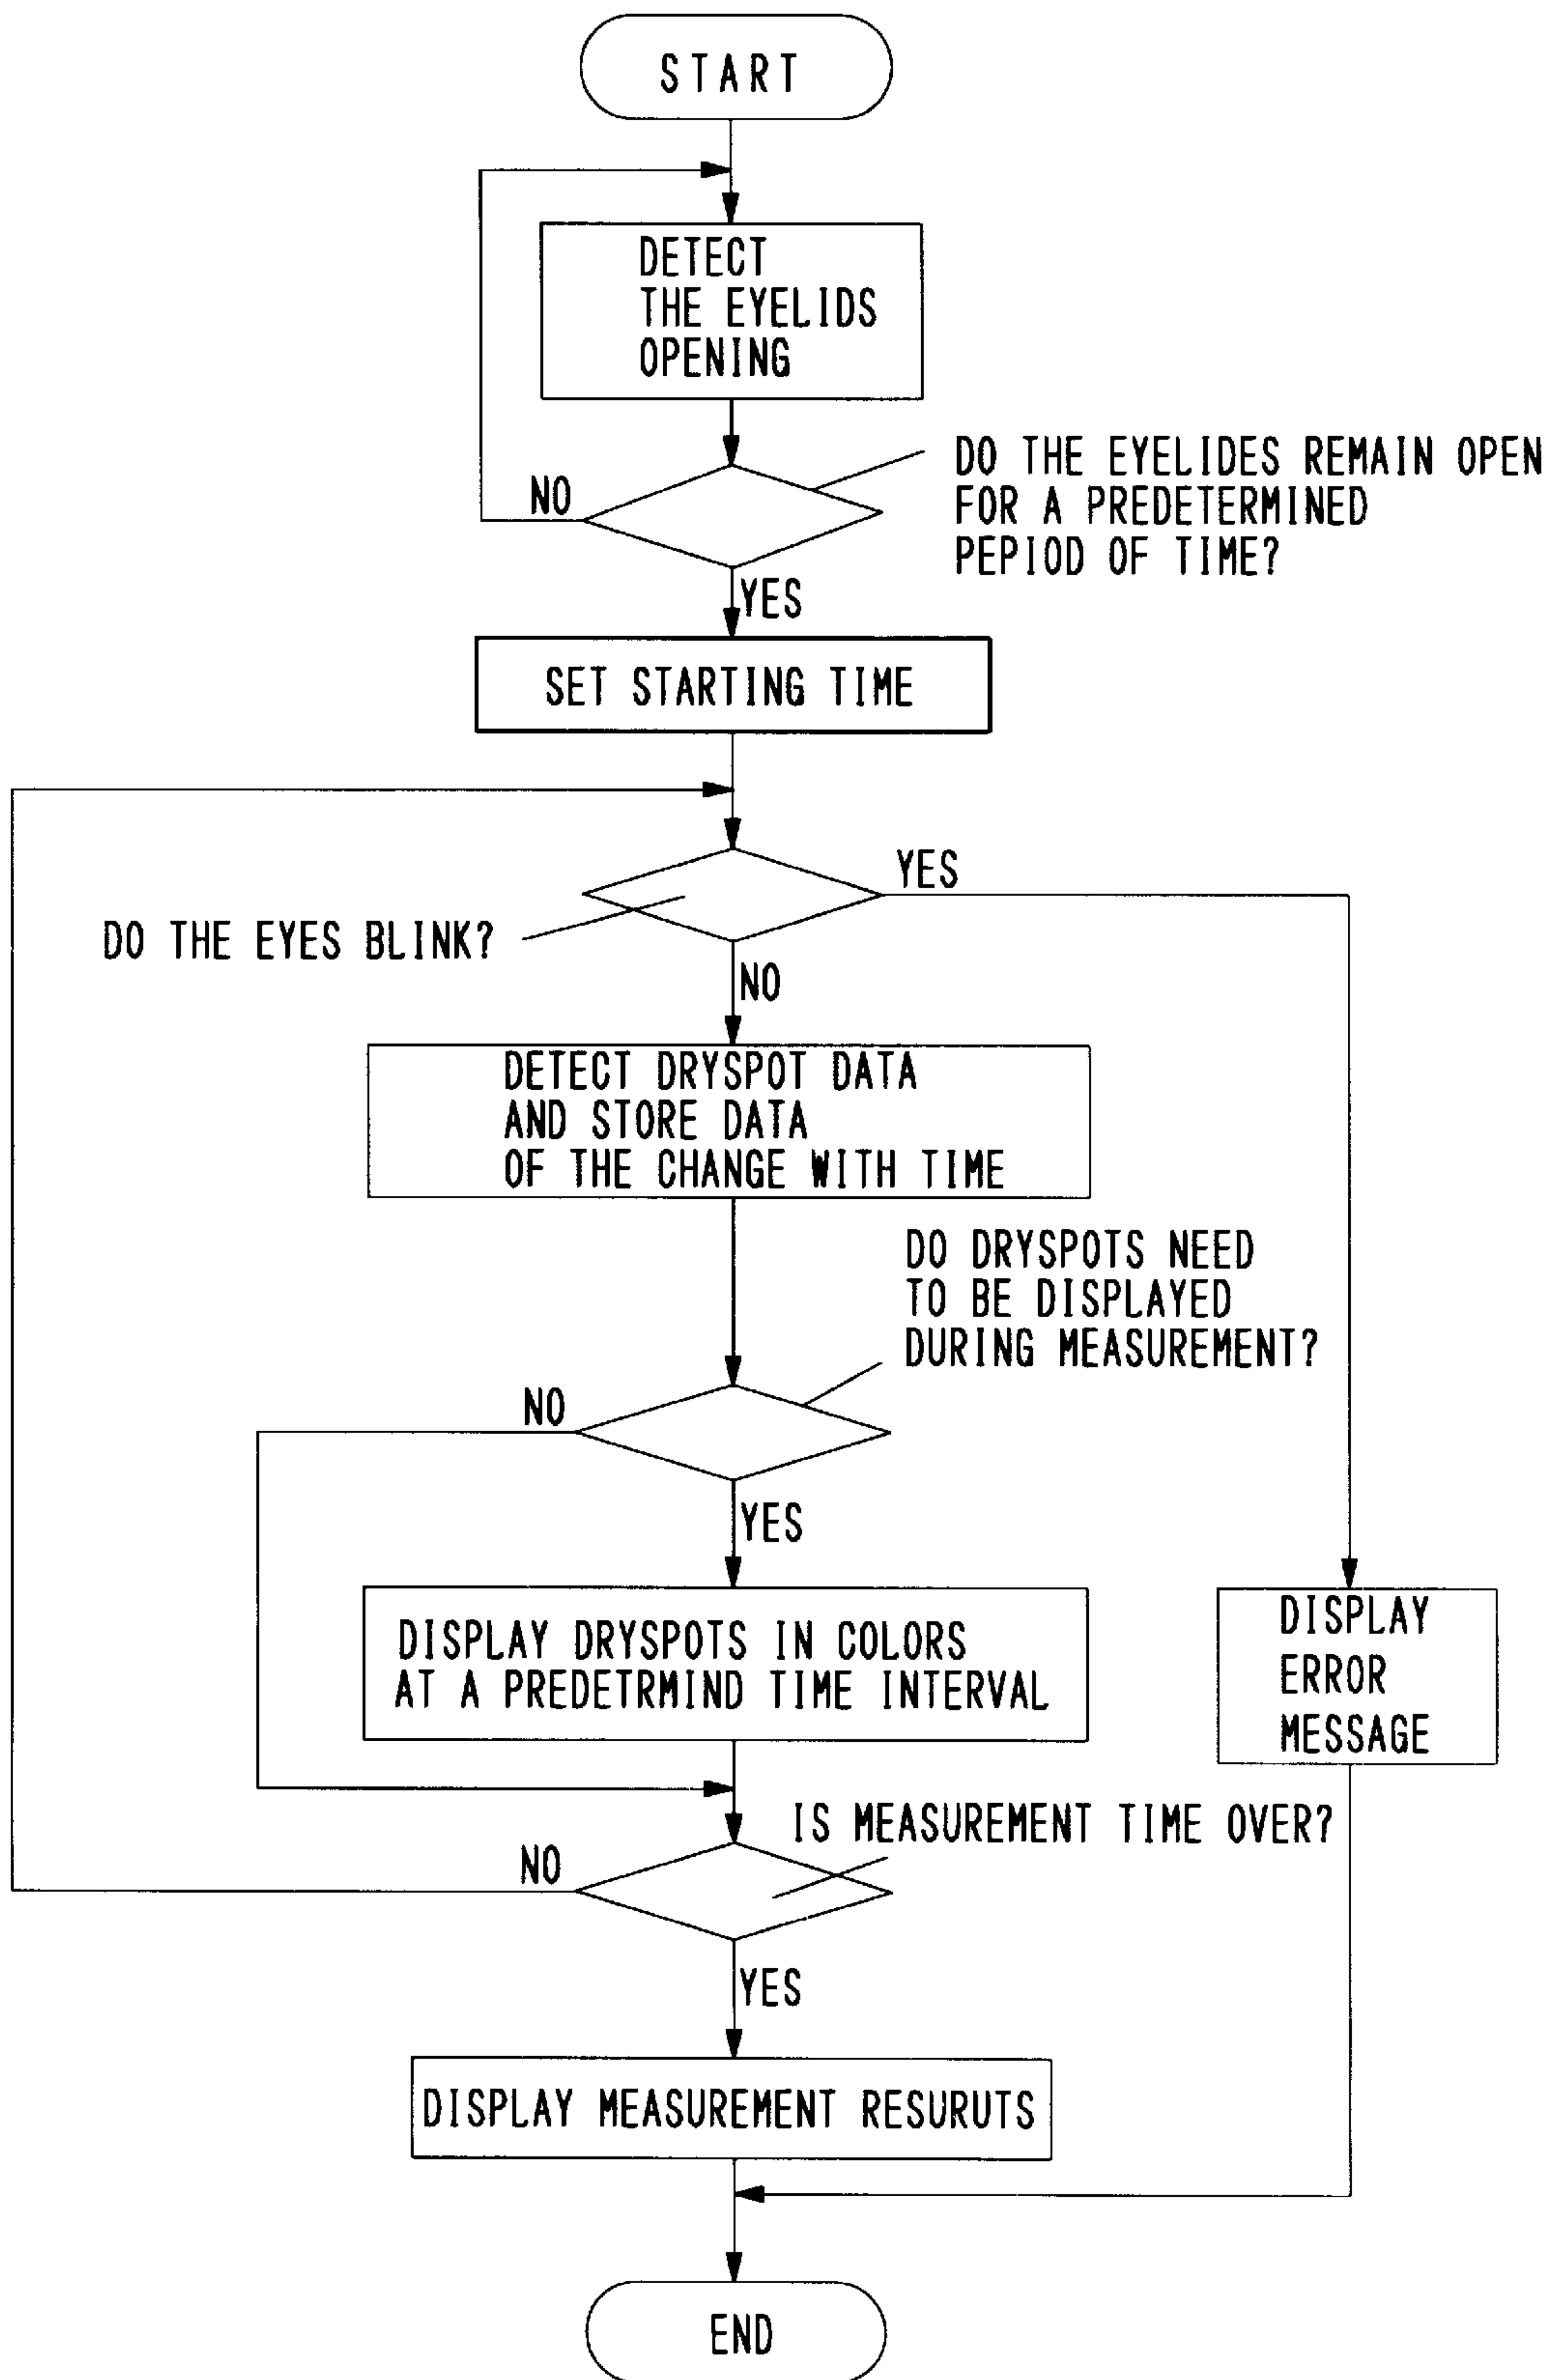 START
DETECT
THE EYELIDS
OPENING
DO THE EYELIDES REMAIN OPEN
FOR A PREDETERMINED
PEPIOD OF TIME?
NO
YES
SET STARTING TIME
YES
DO THE EYES BLINK?
NO
DETECT DRYSPOT DATA
AND STORE DATA
OF THE CHANGE WITH TIME
DO DRYSPOTS NEED
TO BE DISPLAYED
DURING MEASUREMENT?
NO
YES
DISPLAY DRYSPOTS IN COLORS
AT A PREDETRMIND TIME INTERVAL
DISPLAY
ERROR
MESSAGE
IS MEASUREMENT TIME OVER?
NO
YES
DISPLAY MEASUREMENT RESURUTS
END